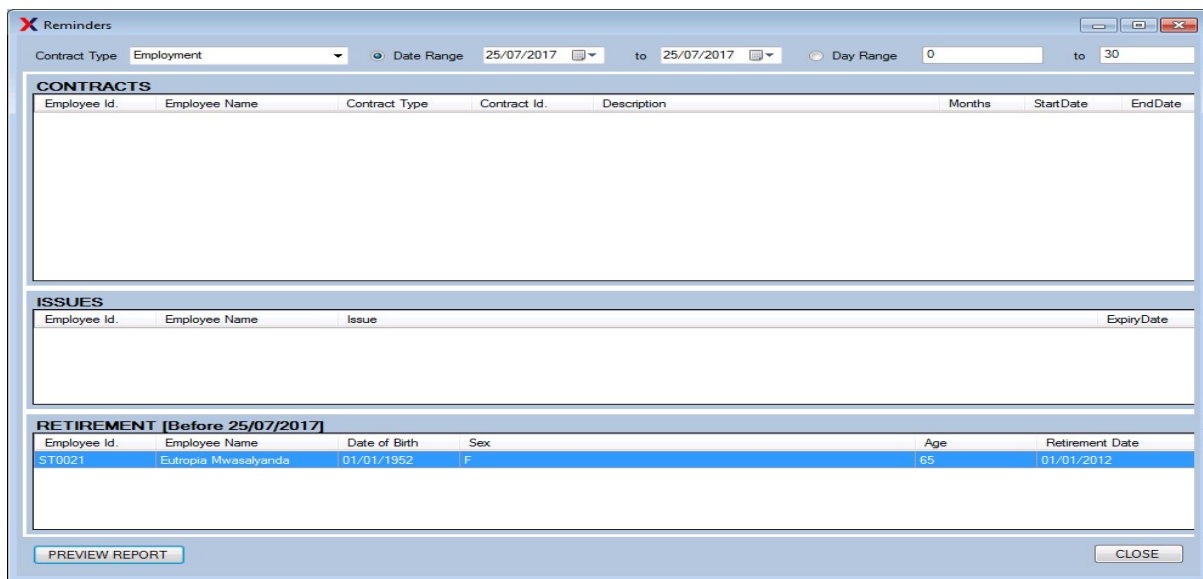 Reminders
Contract Type Employment Date Range 25/07/2017 to 25/07/2017 Day Range 0 to 30
CONTRACTS
Employee Id. Employee Name Contract Type Contract Id. Description Months StartDate EndDate
ISSUES
Employee Id. Employee Name Issue ExpiryDate
RETIREMENT [Before 25/07/2017]
Employee Id. Employee Name Date of Birth Sex Age Retirement Date
ST0021 Eutropia Mwasalyanda 01/01/1952 F 65 01/01/2012
PREVIEW REPORT CLOSE